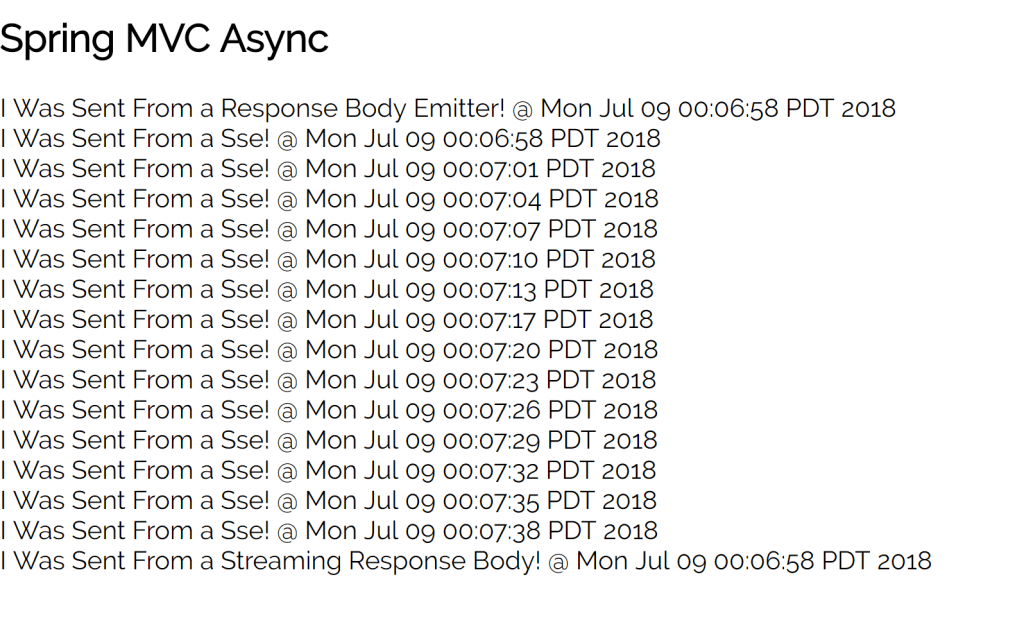 Spring MVC Async
I Was Sent From a Response Body Emitter! @ Mon Jul 09 00:06:58 PDT 2018
I Was Sent From a Sse! @ Mon Jul 09 00:06:58 PDT 2018
I Was Sent From a Sse! @ Mon Jul 09 00:07:01 PDT 2018
I Was Sent From a Sse! @ Mon Jul 09 00:07:04 PDT 2018
I Was Sent From a Sse! @ Mon Jul 09 00:07:07 PDT 2018
I Was Sent From a Sse! @ Mon Jul 09 00:07:10 PDT 2018
I Was Sent From a Sse! @ Mon Jul 09 00:07:13 PDT 2018
I Was Sent From a Sse! @ Mon Jul 09 00:07:17 PDT 2018
I Was Sent From a Sse! @ Mon Jul 09 00:07:20 PDT 2018
I Was Sent From a Sse! @ Mon Jul 09 00:07:23 PDT 2018
I Was Sent From a Sse! @ Mon Jul 09 00:07:26 PDT 2018
I Was Sent From a Sse! @ Mon Jul 09 00:07:29 PDT 2018
I Was Sent From a Sse! @ Mon Jul 09 00:07:32 PDT 2018
I Was Sent From a Sse! @ Mon Jul 09 00:07:35 PDT 2018
I Was Sent From a Sse! @ Mon Jul 09 00:07:38 PDT 2018
I Was Sent From a Streaming Response Body! @ Mon Jul 09 00:06:58 PDT 2018